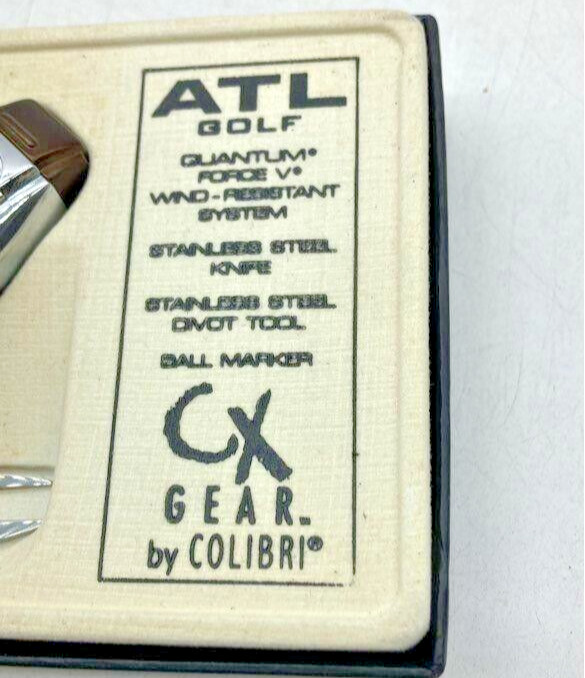 ATL
GOLF
QUANTUM®
FORCE V®
WIND-RESISTANT
SYSTEM
STAINLESS STEEL
KNIFE
STAINLESS STEEL
DIVOT TOOL
BALL MARKER
CX
GEAR™
by COLIBRI®